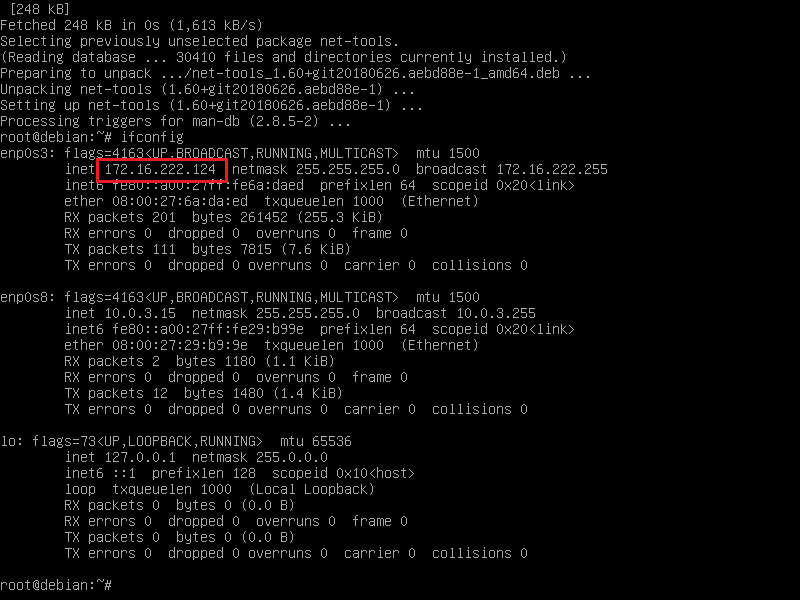 [248 kB]
Fetched 248 kB in 0s (1,613 kB/s)
Selecting previously unselected package net-tools.
(Reading database ... 30410 files and directories currently installed.)
Preparing to unpack .../net-tools_1.60+git20180626.aebd88e-1_amd64.deb ...
Unpacking net-tools (1.60+git20180626.aebd88e-1) ...
Setting up net-tools (1.60+git20180626.aebd88e-1) ...
Processing triggers for man-db (2.8.5-2) ...
root@debian:~# ifconfig
enp0s3: flags=4163<UP,BROADCAST,RUNNING,MULTICAST>  mtu 1500
inet 172.16.222.124  netmask 255.255.255.0  broadcast 172.16.222.255
inet6 fe80::a00:27ff:fe6a:daed  prefixlen 64  scopeid 0x20<link>
ether 08:00:27:6a:da:ed  txqueuelen 1000  (Ethernet)
RX packets 201  bytes 261452 (255.3 KiB)
RX errors 0  dropped 0  overruns 0  frame 0
TX packets 111  bytes 7815 (7.6 KiB)
TX errors 0  dropped 0 overruns 0  carrier 0  collisions 0
enp0s8: flags=4163<UP,BROADCAST,RUNNING,MULTICAST>  mtu 1500
inet 10.0.3.15  netmask 255.255.255.0  broadcast 10.0.3.255
inet6 fe80::a00:27ff:fe29:b99e  prefixlen 64  scopeid 0x20<link>
ether 08:00:27:29:b9:9e  txqueuelen 1000  (Ethernet)
RX packets 2  bytes 1180 (1.1 KiB)
RX errors 0  dropped 0  overruns 0  frame 0
TX packets 12  bytes 1480 (1.4 KiB)
TX errors 0  dropped 0 overruns 0  carrier 0  collisions 0
lo: flags=73<UP,LOOPBACK,RUNNING>  mtu 65536
inet 127.0.0.1  netmask 255.0.0.0
inet6 ::1  prefixlen 128  scopeid 0x10<host>
loop  txqueuelen 1000  (Local Loopback)
RX packets 0  bytes 0 (0.0 B)
RX errors 0  dropped 0  overruns 0  frame 0
TX packets 0  bytes 0 (0.0 B)
TX errors 0  dropped 0 overruns 0  carrier 0  collisions 0
root@debian:~#